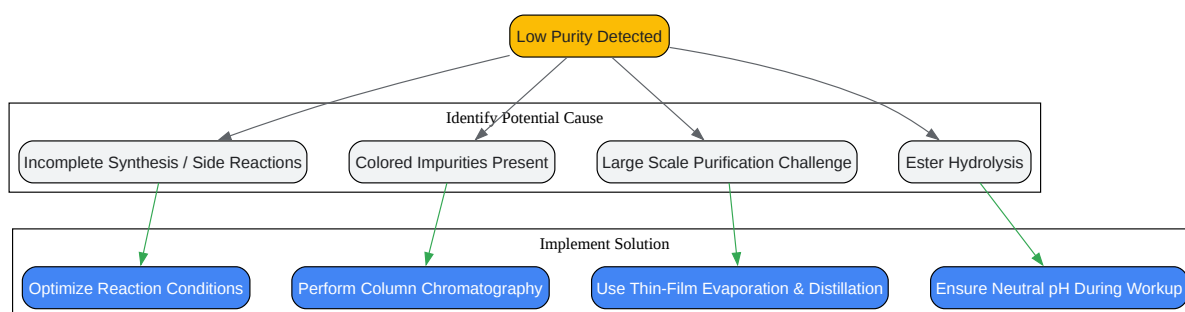 Low Purity Detected
Identify Potential Cause
Incomplete Synthesis / Side Reactions
Colored Impurities Present
Large Scale Purification Challenge
Ester Hydrolysis
Implement Solution
Optimize Reaction Conditions
Perform Column Chromatography
Use Thin-Film Evaporation & Distillation
Ensure Neutral pH During Workup